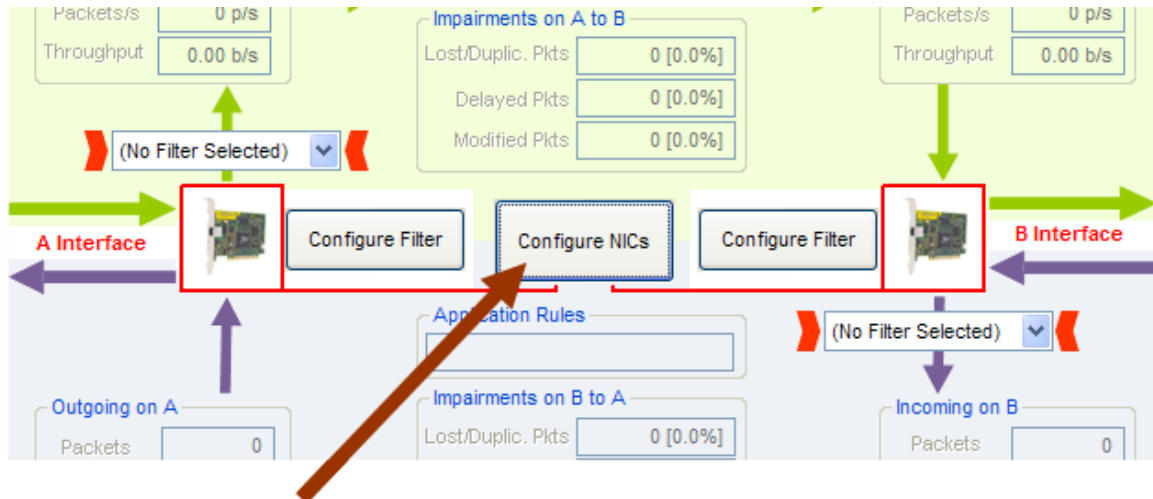 Packets/s 0 p/s
Impairments on A to B
Packets/s 0 p/s
Throughput 0.00 b/s
Lost/Duplic. Pkts 0 [0.0%]
Throughput 0.00 b/s
Delayed Pkts 0 [0.0%]
(No Filter Selected)
Modified Pkts 0 [0.0%]
A Interface
Configure Filter
Configure NICs
Configure Filter
B Interface
Application Rules
(No Filter Selected)
Outgoing on A
Impairments on B to A
Incoming on B
Packets 0
Lost/Duplic. Pkts 0 [0.0%]
Packets 0